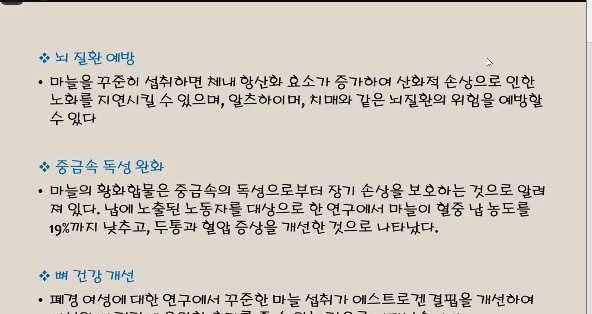 ❖ 뇌 질환 예방
• 마늘을 꾸준히 섭취하면 체내 항산화 효소가 증가하여 산화적 손상으로 인한
노화를 지연시킬 수 있으며, 알츠하이머, 치매와 같은 뇌질환의 위험을 예방할
수 있다
❖ 중금속 독성 완화
• 마늘의 황화합물은 중금속의 독성으로부터 장기 손상을 보호하는 것으로 알려
져 있다. 납에 노출된 노동자를 대상으로 한 연구에서 마늘이 혈중 납 농도를
19%까지 낮추고, 두통과 혈압 증상을 개선한 것으로 나타났다.
❖ 뼈 건강 개선
• 폐경 여성에 대한 연구에서 꾸준한 마늘 섭취가 에스트로겐 결핍을 개선하여